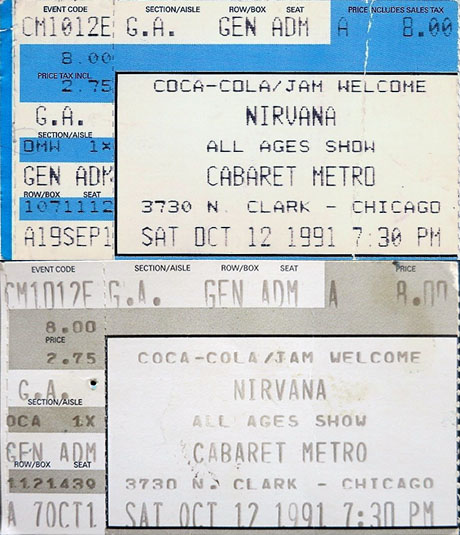 EVENT CODE SECTION/AISLE ROW/BOX SEAT PRICE INCLUDES SALES TAX
CM1012E G.A. GEN ADM A 8.00
8.00
PRICE TAX INCL
2.75
COCA-COLA/JAM WELCOME
G.A.
NIRVANA
SECTION/AISLE
OMW 1X
ALL AGES SHOW
GEN ADM
CABARET METRO
ROW/BOX SEAT
1071112
3730 N. CLARK - CHICAGO
A19SEP1
SAT OCT 12 1991 7:30 PM
EVENT CODE SECTION/AISLE ROW/BOX SEAT PRICE
CM1012E G.A. GEN ADM A 8.00
8.00
PRICE
2.75
COCA-COLA/JAM WELCOME
G.A.
NIRVANA
SECTION/AISLE
OCA 1X
ALL AGES SHOW
GEN ADM
CABARET METRO
ROW/BOX SEAT
1121439
3730 N. CLARK - CHICAGO
A 7OCT1
SAT OCT 12 1991 7:30 PM